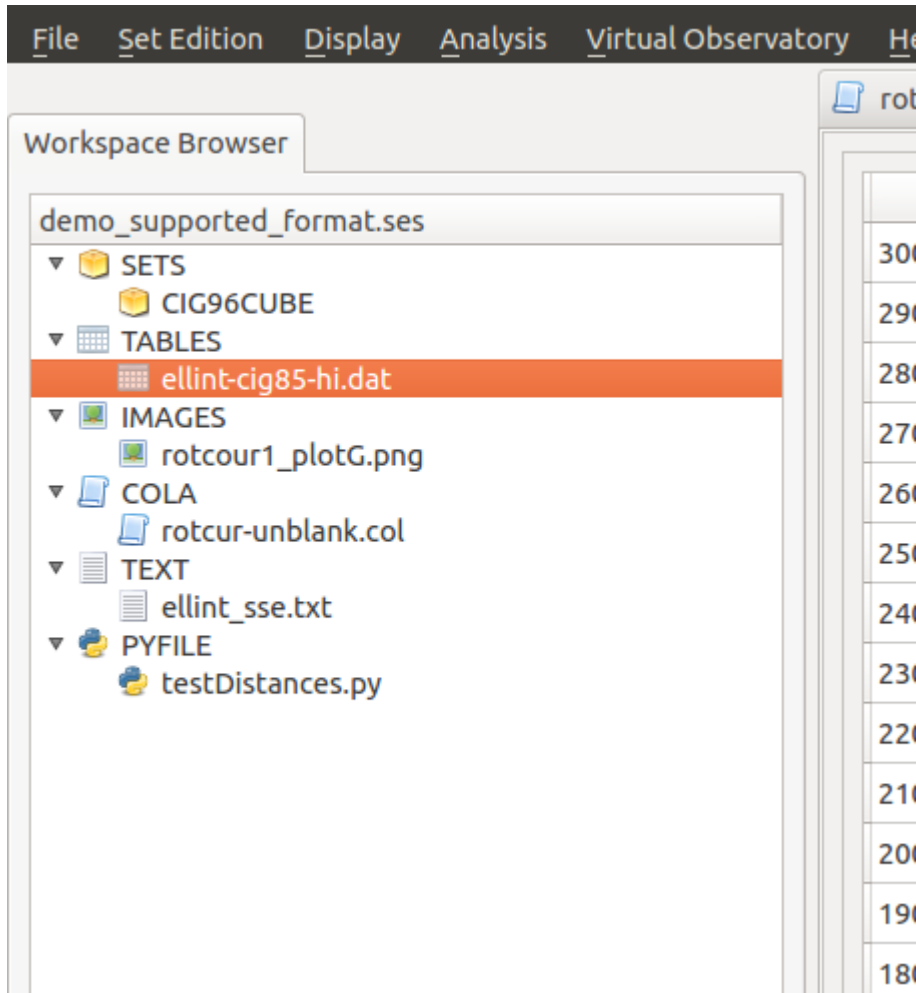 File Set Edition Display Analysis Virtual Observatory
Workspace Browser
demo_supported_format.ses
SETS
CIG96CUBE
TABLES
ellint-cig85-hi.dat
IMAGES
rotcour1_plotG.png
COLA
rotcur-unblank.col
TEXT
ellint_sse.txt
PYFILE
testDistances.py